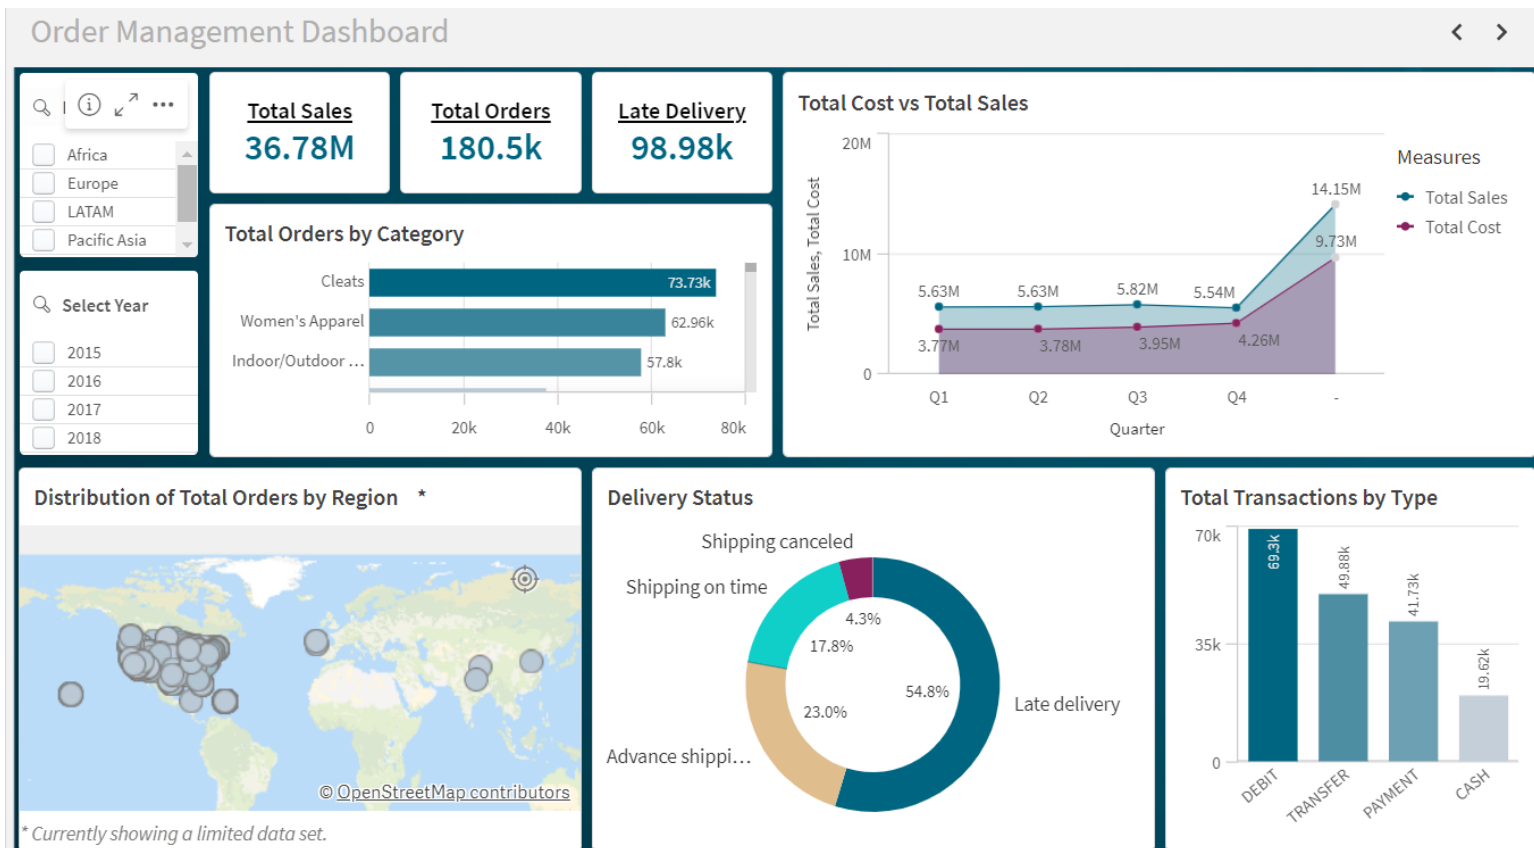 Order Management Dashboard
Africa
Europe
LATAM
Pacific Asia
Select Year
2015
2016
2017
2018
Total Sales
36.78M
Total Orders
180.5k
Late Delivery
98.98k
Total Orders by Category
Cleats
73.73k
Women's Apparel
62.96k
Indoor/Outdoor ...
57.8k
0 20k 40k 60k 80k
Total Cost vs Total Sales
Total Sales, Total Cost
20M
10M
0
5.63M 5.63M 5.82M 5.54M 14.15M
3.77M 3.78M 3.95M 4.26M 9.73M
Q1 Q2 Q3 Q4 -
Quarter
Measures
Total Sales
Total Cost
Distribution of Total Orders by Region *
© OpenStreetMap contributors
* Currently showing a limited data set.
Delivery Status
Shipping canceled
4.3%
Shipping on time
17.8%
Advance shippi...
23.0%
Late delivery
54.8%
Total Transactions by Type
70k
35k
0
69.3k
49.88k
41.73k
19.62k
DEBIT
TRANSFER
PAYMENT
CASH